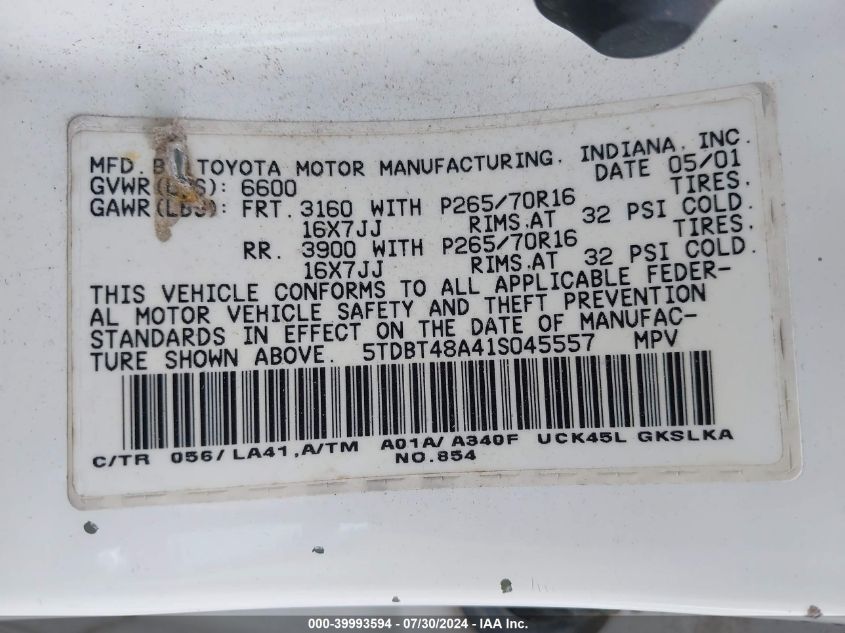 MFD. B TOYOTA MOTOR MANUFACTURING, INDIANA, INC.
GVWR(LBS): 6600 DATE 05/01
GAWR(LBS): FRT. 3160 WITH P265/70R16 TIRES.
16X7JJ RIMS.AT 32 PSI COLD.
RR. 3900 WITH P265/70R16 TIRES.
16X7JJ RIMS.AT 32 PSI COLD.
THIS VEHICLE CONFORMS TO ALL APPLICABLE FEDER-
AL MOTOR VEHICLE SAFETY AND THEFT PREVENTION
STANDARDS IN EFFECT ON THE DATE OF MANUFAC-
TURE SHOWN ABOVE. 5TDBT48A41S045557 MPV
C/TR 056/LA41,A/TM A01A/A340F UCK45L GKSLKA
NO.854
000-39993594 / 07/30/2024 - IAA Inc.